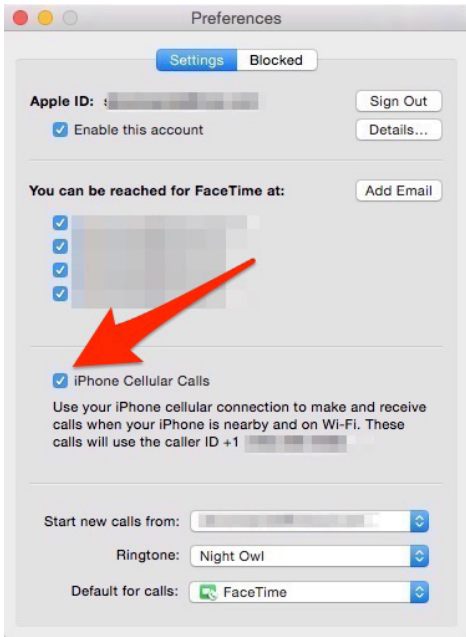 Preferences
Settings Blocked
Apple ID:
Sign Out
Enable this account
Details...
You can be reached for FaceTime at:
Add Email
iPhone Cellular Calls
Use your iPhone cellular connection to make and receive
calls when your iPhone is nearby and on Wi-Fi. These
calls will use the caller ID +1
Start new calls from:
Ringtone: Night Owl
Default for calls: FaceTime